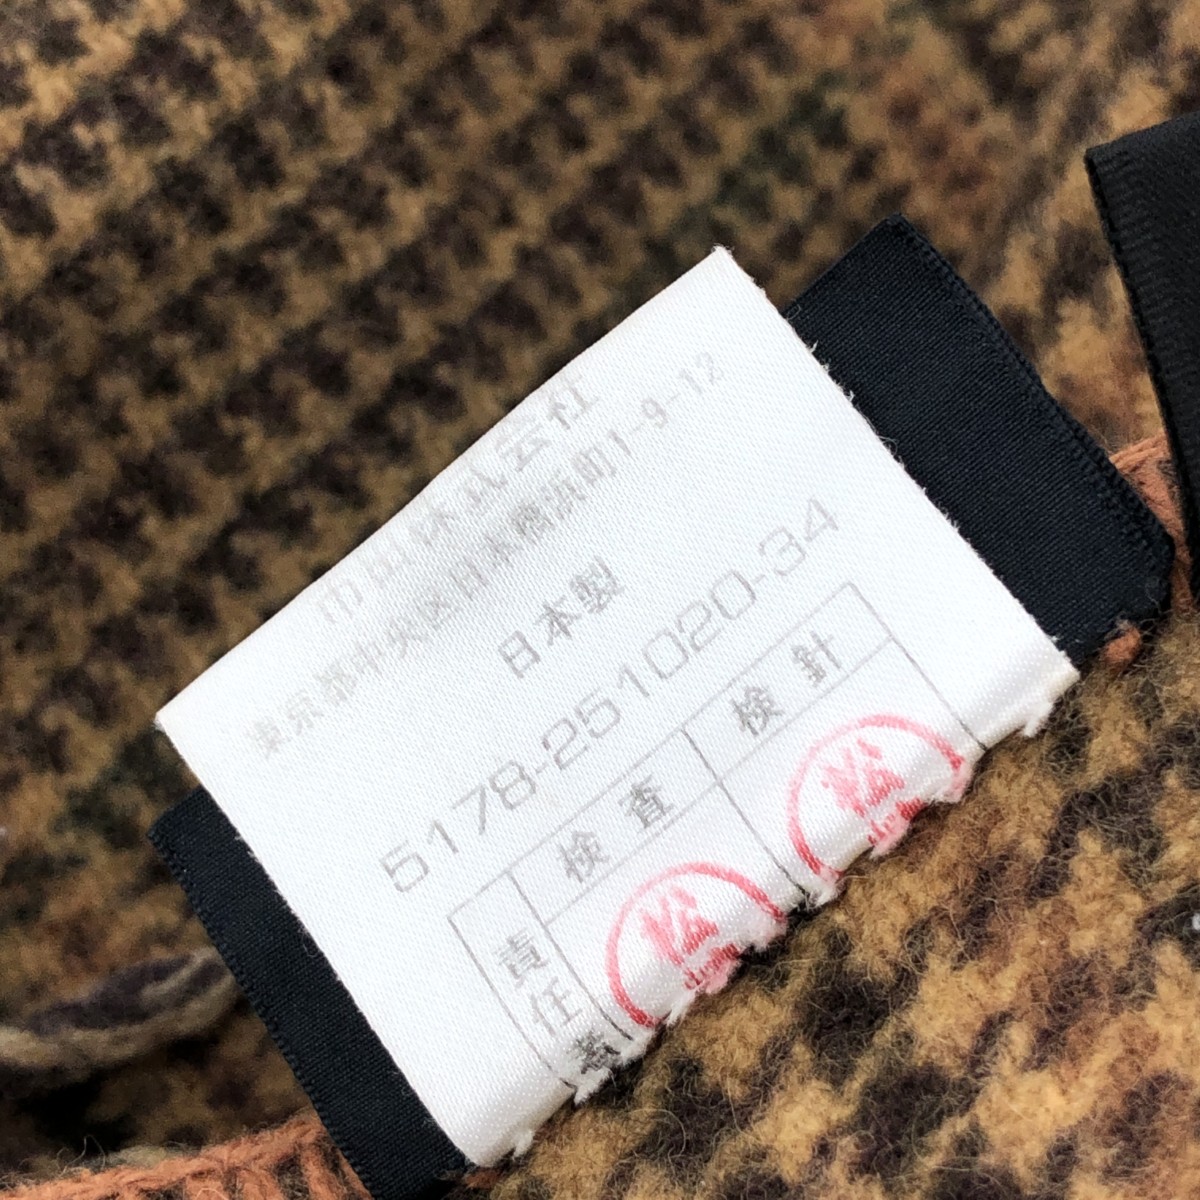 市田株式会社
東京都中央区日本橋浜町1-9-12
日本製
5178-251020-34
検査
検針
責任者
松
松